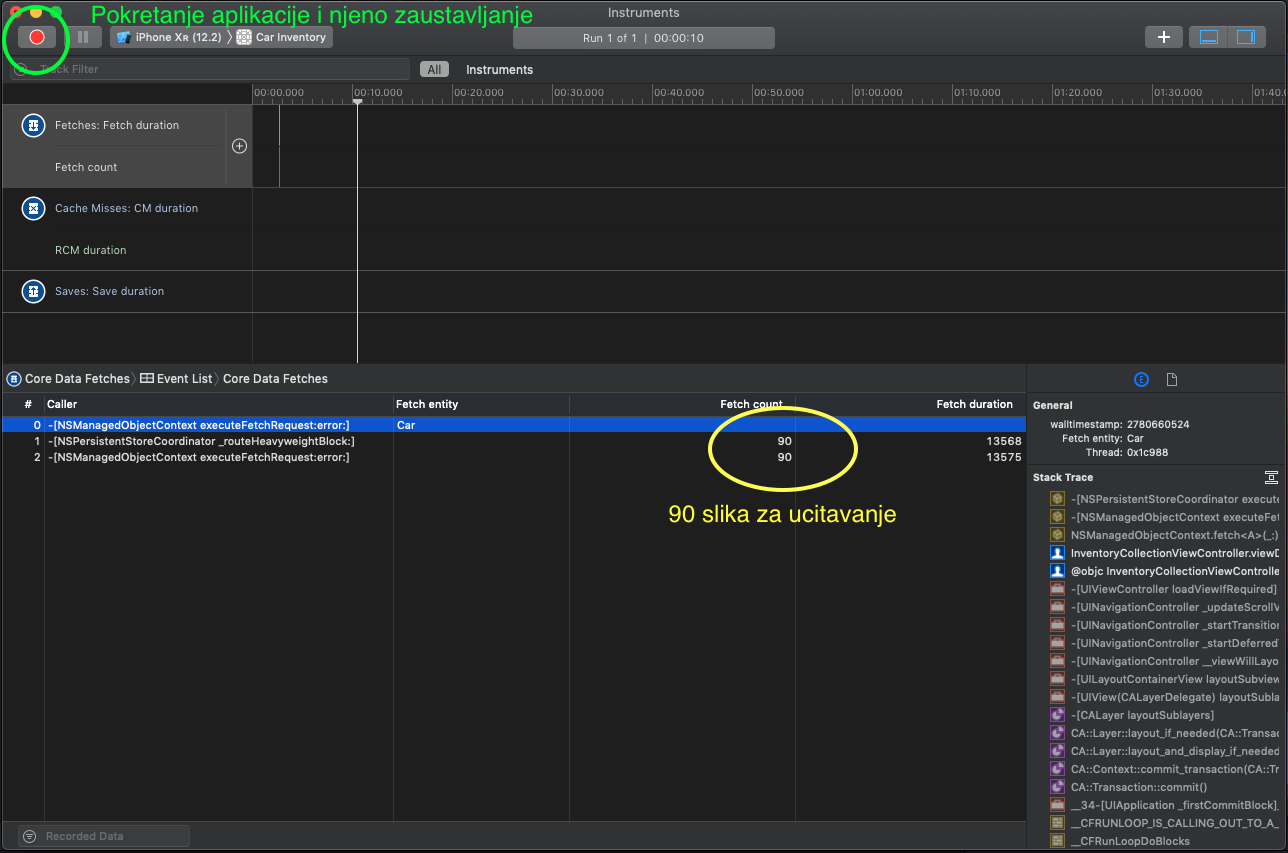 Instruments
Pokretanje aplikacije i njeno zaustavljanje
iPhone XR (12.2) Car Inventory
Run 1 of 1 | 00:00:10
Track Filter
All Instruments
00:00.000 00:10.000 00:20.000 00:30.000 00:40.000 00:50.000 01:00.000 01:10.000 01:20.000 01:30.000 01:40.
Fetches: Fetch duration
Fetch count
Cache Misses: CM duration
RCM duration
Saves: Save duration
Core Data Fetches Event List Core Data Fetches
# Caller Fetch entity Fetch count Fetch duration
0 -[NSManagedObjectContext executeFetchRequest:error:] Car
1 -[NSPersistentStoreCoordinator _routeHeavyweightBlock:] 90 13568
2 -[NSManagedObjectContext executeFetchRequest:error:] 90 13575
90 slika za ucitavanje
E
General
walltimestamp: 2780660524
Fetch entity: Car
Thread: 0x1c988
Stack Trace
-[NSPersistentStoreCoordinator execute
-[NSManagedObjectContext executeFet
NSManagedObjectContext.fetch<A>(_:)
InventoryCollectionViewController.viewD
@objc InventoryCollectionViewControlle
-[UIViewController loadViewIfRequired]
-[UINavigationController _updateScrollV
-[UINavigationController _startTransition
-[UINavigationController _startDeferred
-[UINavigationController __viewWillLayo
-[UILayoutContainerView layoutSubview
-[UIView(CALayerDelegate) layoutSubla
-[CALayer layoutSublayers]
CA::Layer::layout_if_needed(CA::Transac
CA::Layer::layout_and_display_if_needed
CA::Context::commit_transaction(CA::Tr
CA::Transaction::commit()
__34-[UIApplication _firstCommitBlock]_
__CFRUNLOOP_IS_CALLING_OUT_TO_A_
__CFRunLoopDoBlocks
Recorded Data